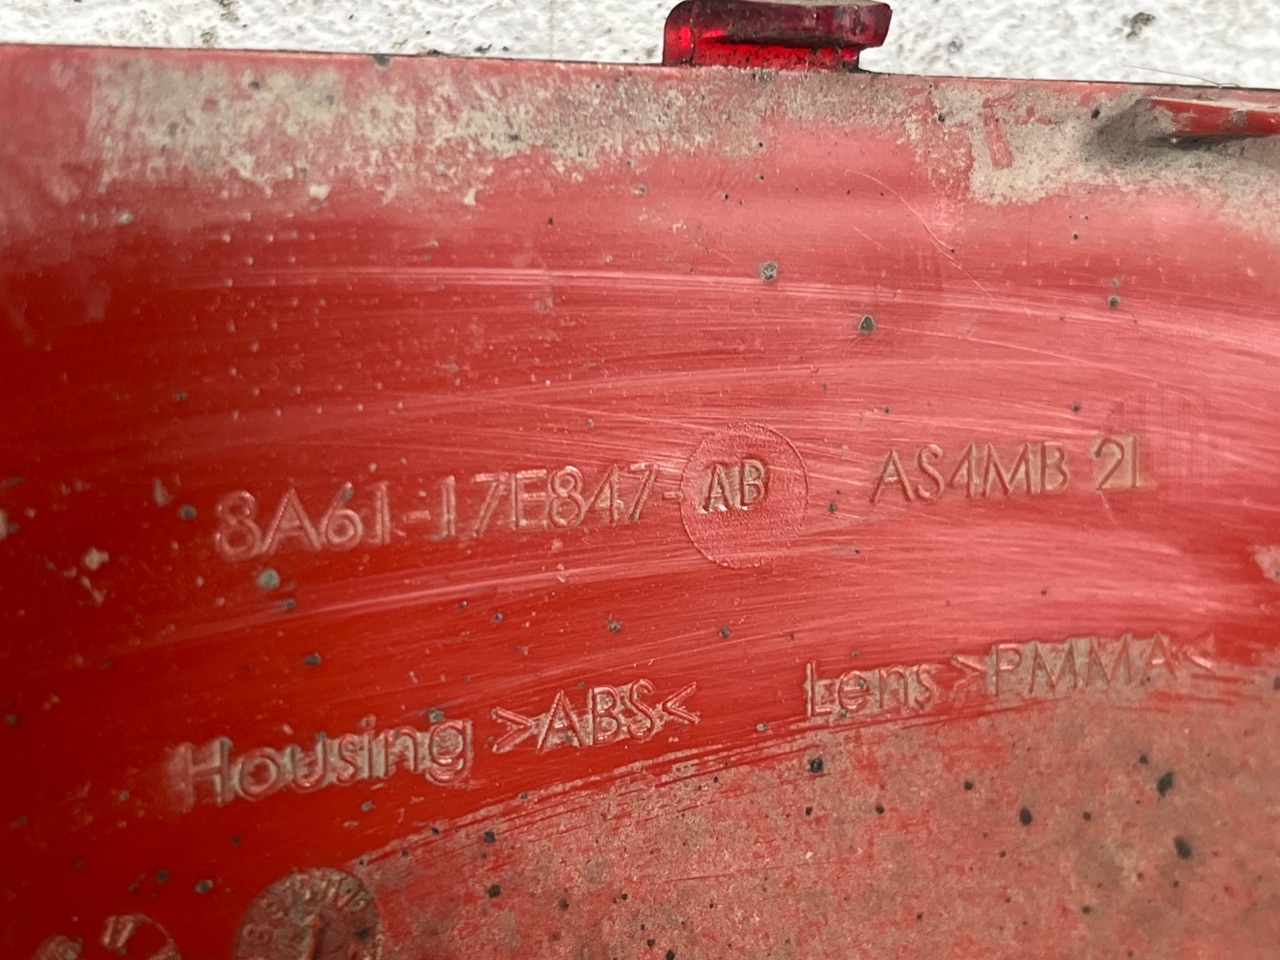 8A61-17E847-AB AS4MB 2L
Housing >ABS< Lens >PMMA<